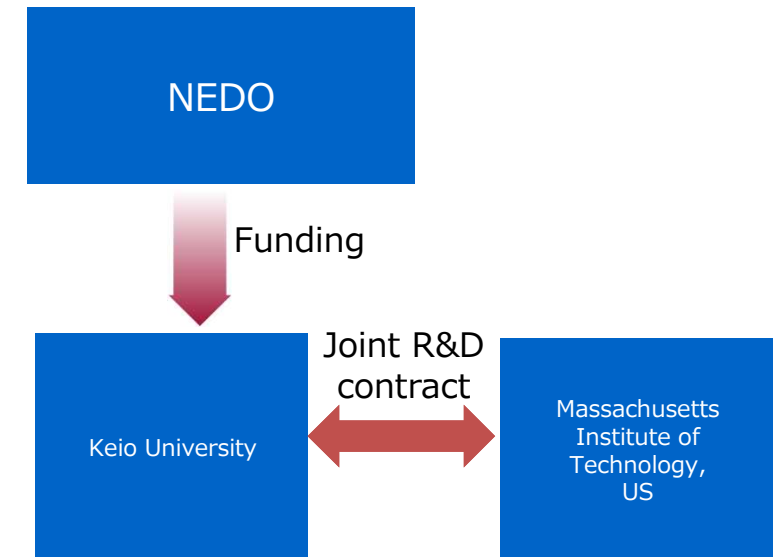 NEDO
Funding
Joint R&D
contract
Keio University
Massachusetts
Institute of
Technology,
US